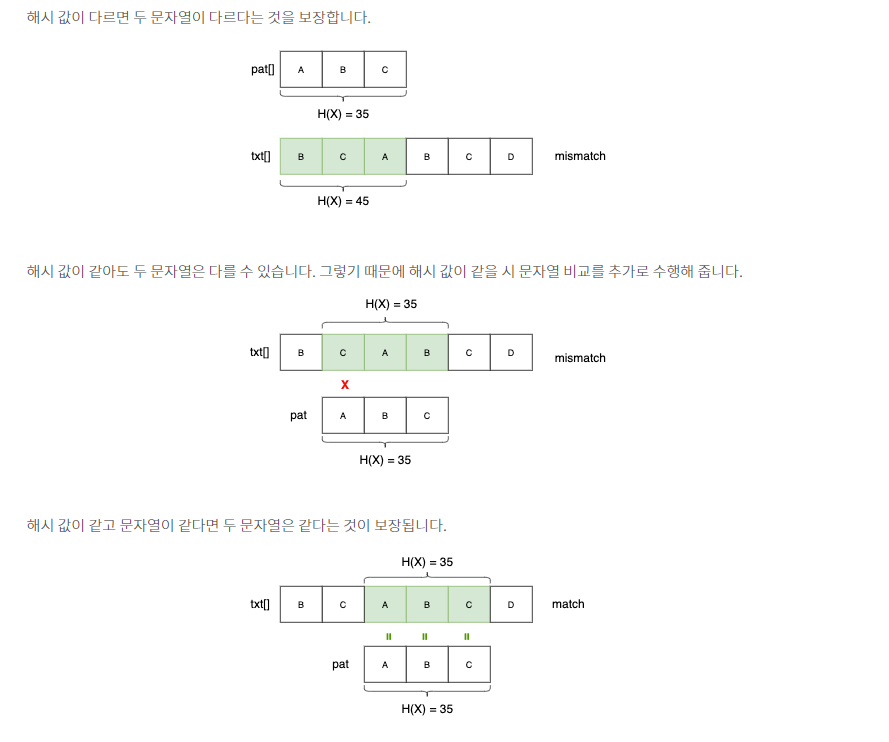 해시 값이 다르면 두 문자열이 다르다는 것을 보장합니다.
pat[] A B C
H(X) = 35
txt[] B C A B C D mismatch
H(X) = 45
해시 값이 같아도 두 문자열은 다를 수 있습니다. 그렇기 때문에 해시 값이 같을 시 문자열 비교를 추가로 수행해 줍니다.
H(X) = 35
txt[] B C A B C D mismatch
X
pat A B C
H(X) = 35
해시 값이 같고 문자열이 같다면 두 문자열은 같다는 것이 보장됩니다.
H(X) = 35
txt[] B C A B C D match
= = =
pat A B C
H(X) = 35